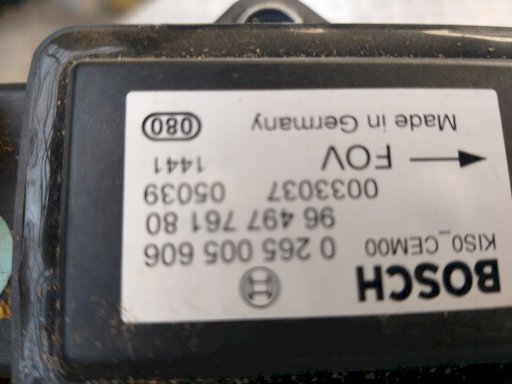 BOSCH
KIS0_CEM00
0 265 005 606
96 497 761 80
0033037 05039
FOV 1441
Made in Germany 080